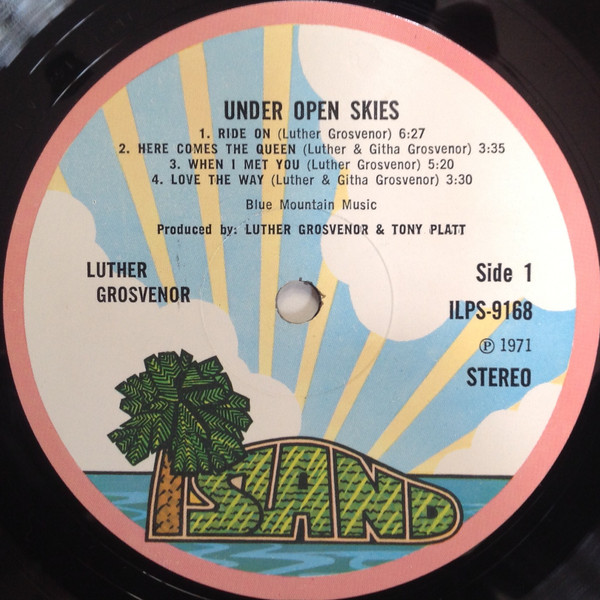 UNDER OPEN SKIES
1. RIDE ON (Luther Grosvenor) 6:27
2. HERE COMES THE QUEEN (Luther & Githa Grosvenor) 3:35
3. WHEN I MET YOU (Luther Grosvenor) 5:20
4. LOVE THE WAY (Luther & Githa Grosvenor) 3:30
Blue Mountain Music
Produced by: LUTHER GROSVENOR & TONY PLATT
LUTHER
GROSVENOR
Side 1
ILPS-9168
℗ 1971
STEREO
ISLAND